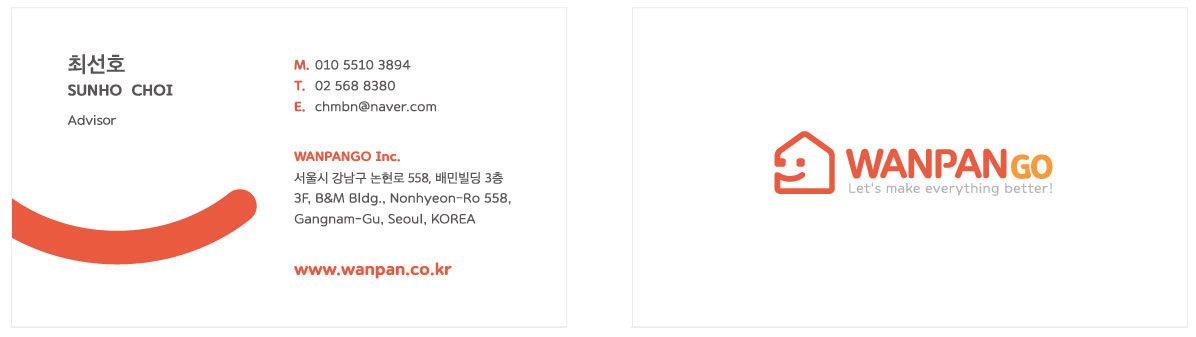 최선호
SUNHO CHOI
Advisor
M. 010 5510 3894
T. 02 568 8380
E. chmbn@naver.com
WANPANGO Inc.
서울시 강남구 논현로 558, 배민빌딩 3층
3F, B&M Bldg., Nonhyeon-Ro 558,
Gangnam-Gu, Seoul, KOREA
www.wanpan.co.kr
WANPANGO
Let's make everything better!